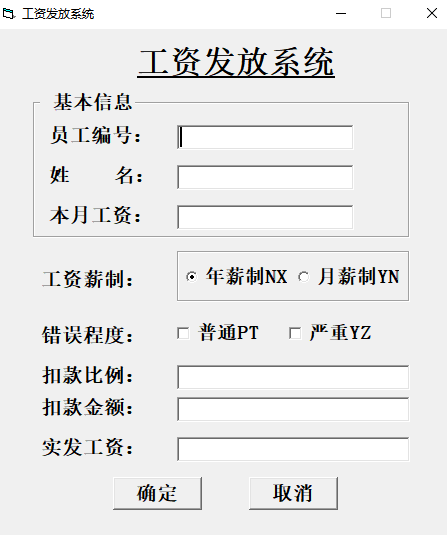 工资发放系统
工资发放系统
基本信息
员工编号：
姓　　名：
本月工资：
工资薪制： 年薪制NX 月薪制YN
错误程度： 普通PT 严重YZ
扣款比例：
扣款金额：
实发工资：
确定 取消